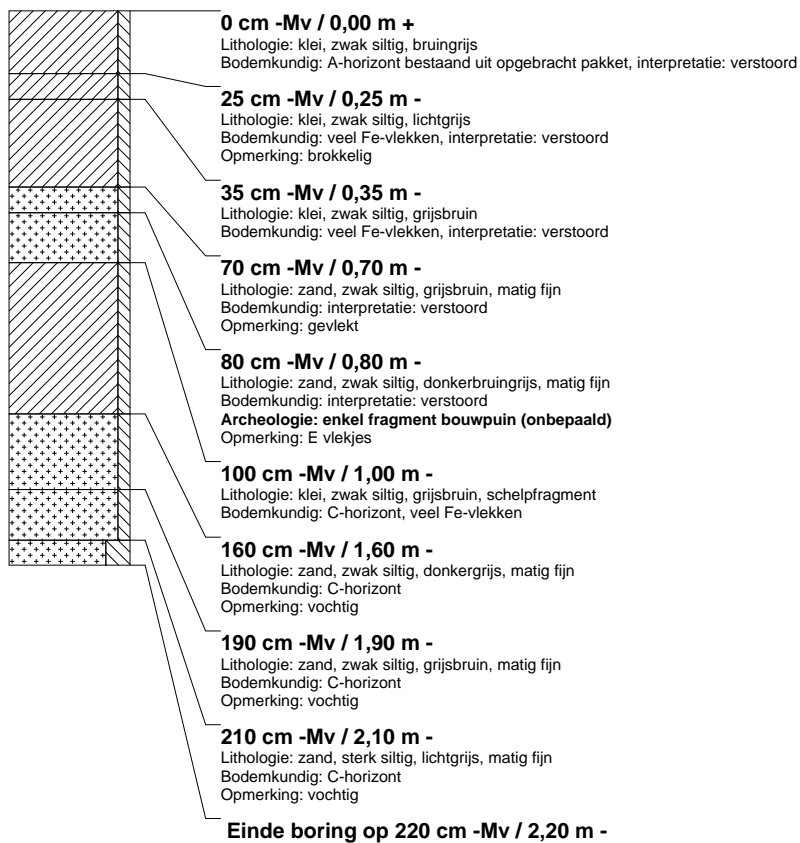 0 cm -Mv / 0,00 m +
Lithologie: klei, zwak siltig, bruingrijs
Bodemkundig: A-horizont bestaand uit opgebracht pakket, interpretatie: verstoord
25 cm -Mv / 0,25 m -
Lithologie: klei, zwak siltig, lichtgrijs
Bodemkundig: veel Fe-vlekken, interpretatie: verstoord
Opmerking: brokkelig
35 cm -Mv / 0,35 m -
Lithologie: klei, zwak siltig, grijsbruin
Bodemkundig: veel Fe-vlekken, interpretatie: verstoord
70 cm -Mv / 0,70 m -
Lithologie: zand, zwak siltig, grijsbruin, matig fijn
Bodemkundig: interpretatie: verstoord
Opmerking: gevlekt
80 cm -Mv / 0,80 m -
Lithologie: zand, zwak siltig, donkerbruingrijs, matig fijn
Bodemkundig: interpretatie: verstoord
Archeologie: enkel fragment bouwpuin (onbepaald)
Opmerking: E vlekjes
100 cm -Mv / 1,00 m -
Lithologie: klei, zwak siltig, grijsbruin, schelpfragment
Bodemkundig: C-horizont, veel Fe-vlekken
160 cm -Mv / 1,60 m -
Lithologie: zand, zwak siltig, donkergrijs, matig fijn
Bodemkundig: C-horizont
Opmerking: vochtig
190 cm -Mv / 1,90 m -
Lithologie: zand, zwak siltig, grijsbruin, matig fijn
Bodemkundig: C-horizont
Opmerking: vochtig
210 cm -Mv / 2,10 m -
Lithologie: zand, sterk siltig, lichtgrijs, matig fijn
Bodemkundig: C-horizont
Opmerking: vochtig
Einde boring op 220 cm -Mv / 2,20 m -